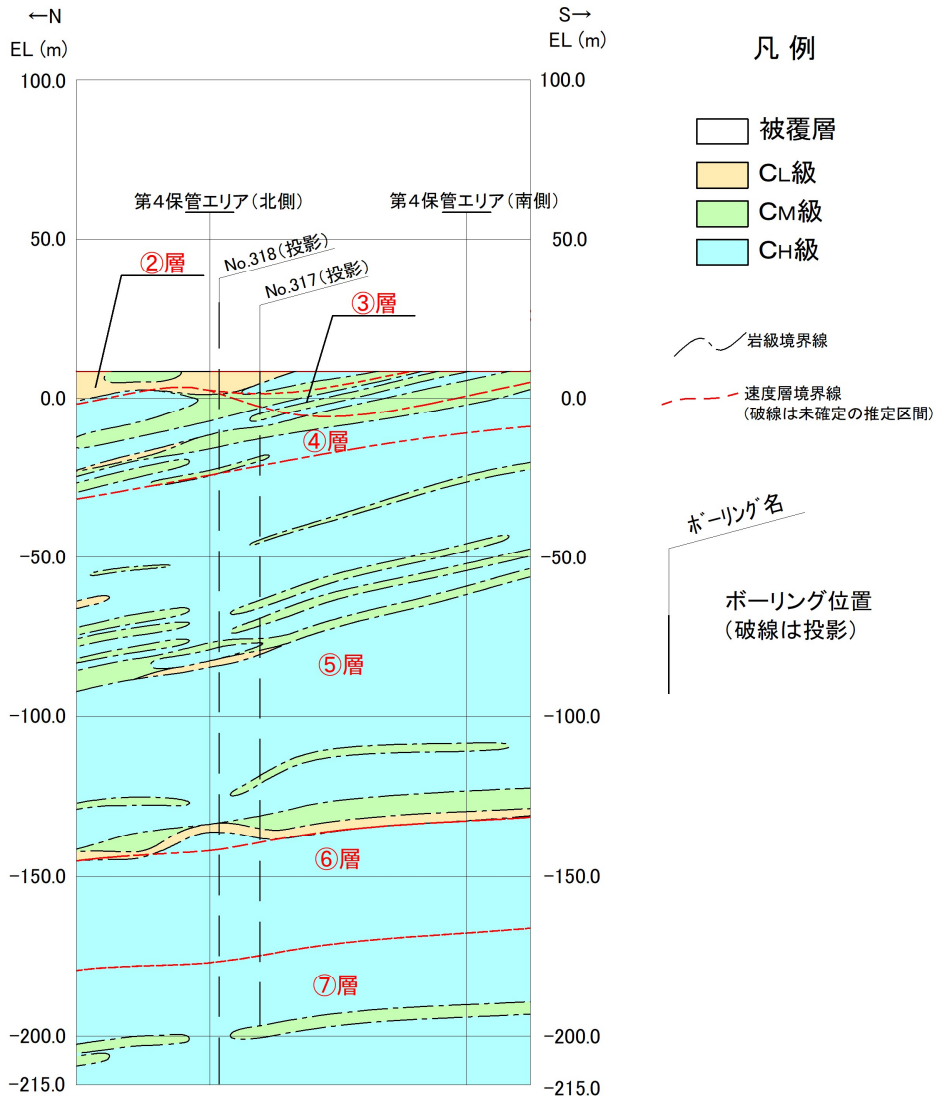 ←N
EL (m)
100.0
50.0
0.0
-50.0
-100.0
-150.0
-200.0
-215.0
S→
EL (m)
100.0
50.0
0.0
-50.0
-100.0
-150.0
-200.0
-215.0
第4保管エリア(北側)
第4保管エリア(南側)
No.318(投影)
No.317(投影)
②層
③層
④層
⑤層
⑥層
⑦層
凡 例
被覆層
CL級
CM級
CH級
岩級境界線
速度層境界線
(破線は未確定の推定区間)
ボーリング名
ボーリング位置
(破線は投影)